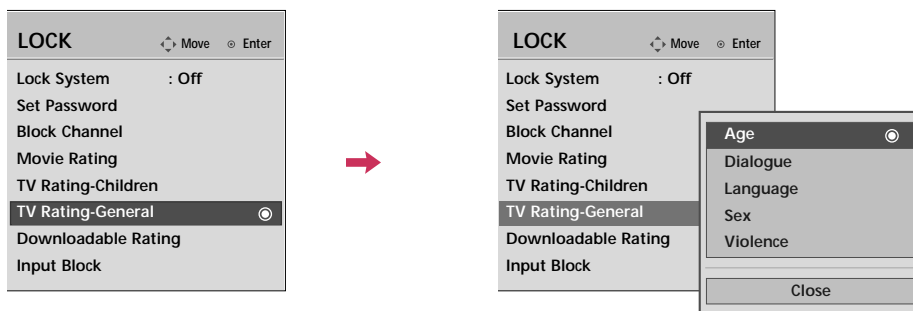 LOCK Move Enter
Lock System : Off
Set Password
Block Channel
Movie Rating
TV Rating-Children
TV Rating-General
Downloadable Rating
Input Block
LOCK Move Enter
Lock System : Off
Set Password
Block Channel
Movie Rating
TV Rating-Children
TV Rating-General
Downloadable Rating
Input Block
Age
Dialogue
Language
Sex
Violence
Close